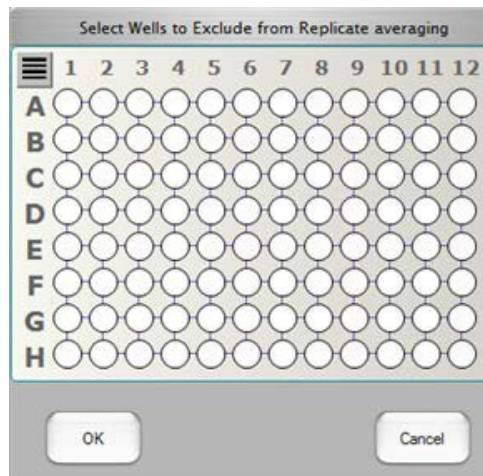 Select Wells to Exclude from Replicate averaging
1 2 3 4 5 6 7 8 9 10 11 12
A
B
C
D
E
F
G
H
OK Cancel